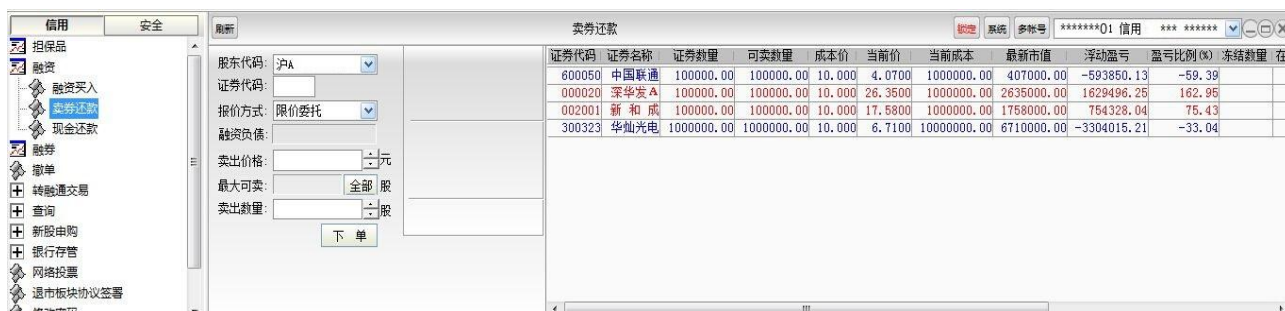 信用 安全 刷新 卖券还款 锁定 系统 多帐号 *******01 信用 *** ******
担保品
融资
融资买入
卖券还款
现金还款
融券
撤单
转融通交易
查询
新股申购
银行存管
网络投票
退市板块协议签署
股东代码: 沪A
证券代码:
报价方式: 限价委托
融资负债:
卖出价格: 元
最大可卖: 全部 股
卖出数量: 股
下 单
证券代码 证券名称 证券数量 可卖数量 成本价 当前价 当前成本 最新市值 浮动盈亏 盈亏比例(%) 冻结数量 在
600050 中国联通 100000.00 100000.00 10.000 4.0700 1000000.00 407000.00 -593850.13 -59.39
000020 深华发A 100000.00 100000.00 10.000 26.3500 1000000.00 2635000.00 1629496.25 162.95
002001 新 和 成 100000.00 100000.00 10.000 17.5800 1000000.00 1758000.00 754328.04 75.43
300323 华灿光电 1000000.00 1000000.00 10.000 6.7100 10000000.00 6710000.00 -3304015.21 -33.04